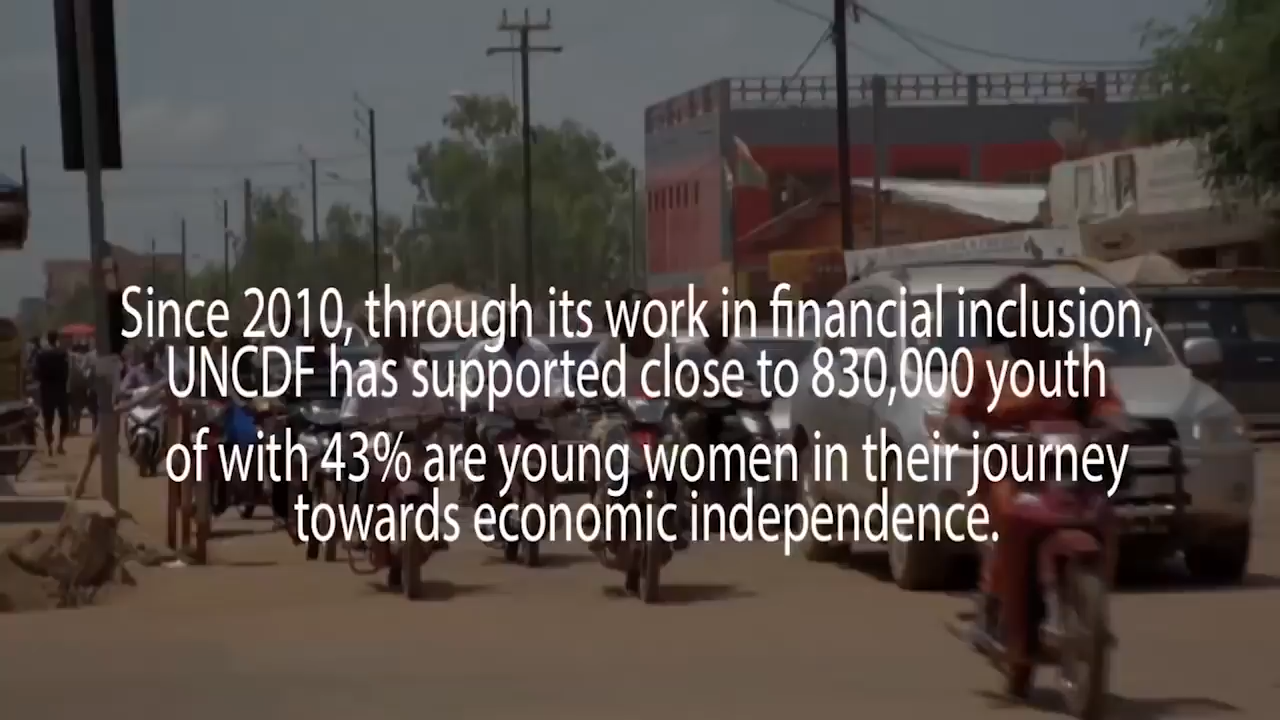 Since 2010, through its work in financial inclusion,
UNCDF has supported close to 830,000 youth
of with 43% are young women in their journey
towards economic independence.